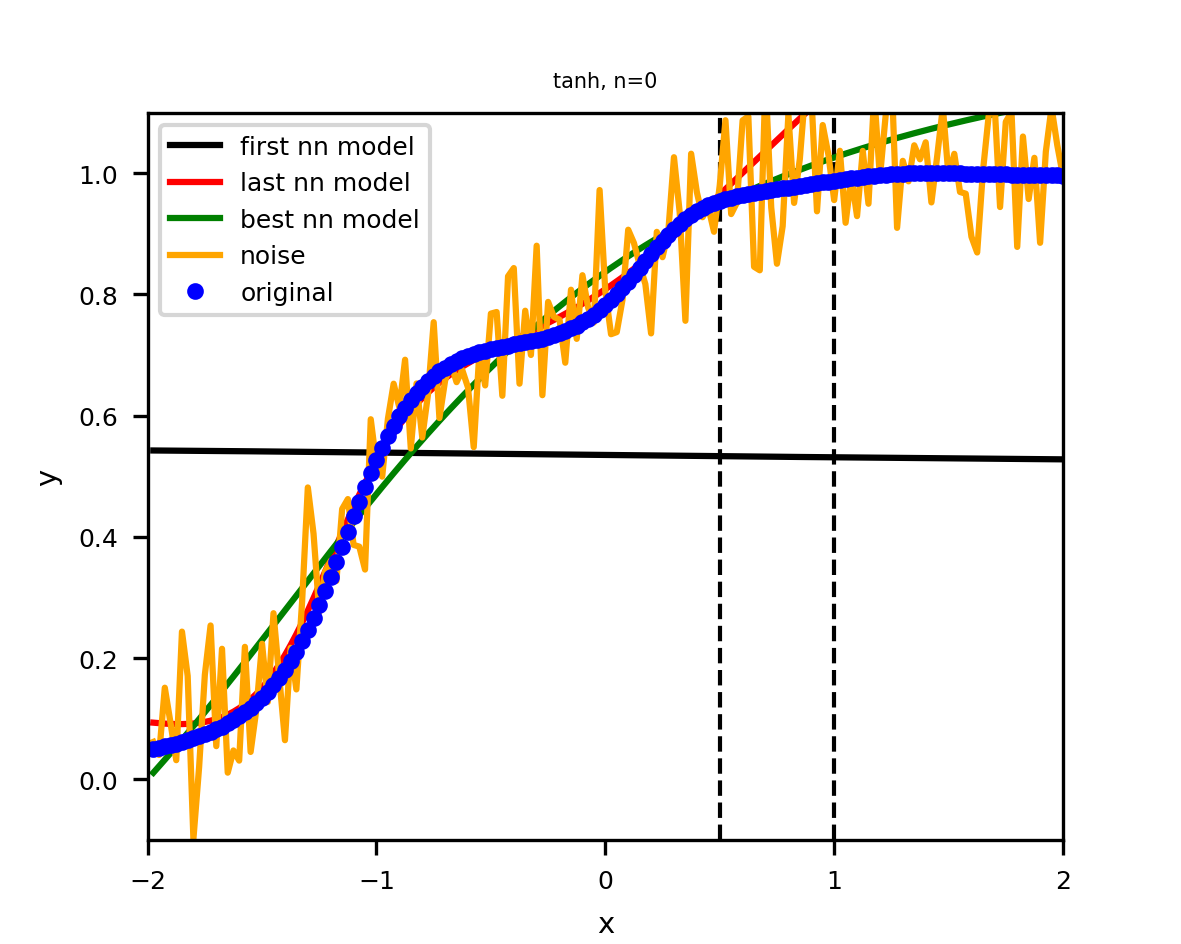 tanh, n=0
first nn model
last nn model
best nn model
noise
original
1.0
0.8
0.6
0.4
0.2
0.0
y
−2
−1
0
1
2
x